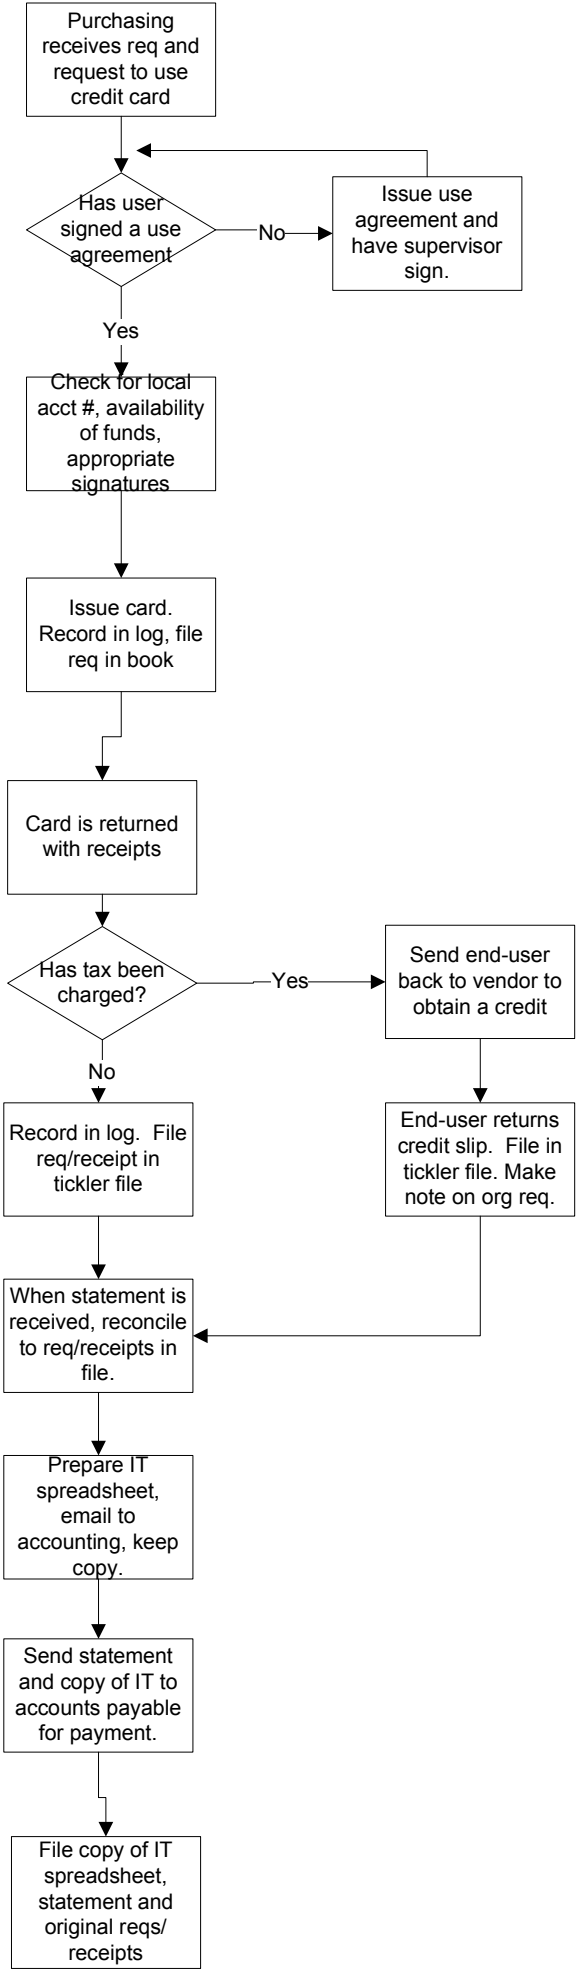 Purchasing
receives req and
request to use
credit card
Has user
signed a use
agreement
No
Issue use
agreement and
have supervisor
sign.
Yes
Check for local
acct #, availability
of funds,
appropriate
signatures
Issue card.
Record in log, file
req in book
Card is returned
with receipts
Has tax been
charged?
Yes
Send end-user
back to vendor to
obtain a credit
No
Record in log.  File
req/receipt in
tickler file
End-user returns
credit slip.  File in
tickler file. Make
note on org req.
When statement is
received, reconcile
to req/receipts in
file.
Prepare IT
spreadsheet,
email to
accounting, keep
copy.
Send statement
and copy of IT to
accounts payable
for payment.
File copy of IT
spreadsheet,
statement and
original reqs/
receipts